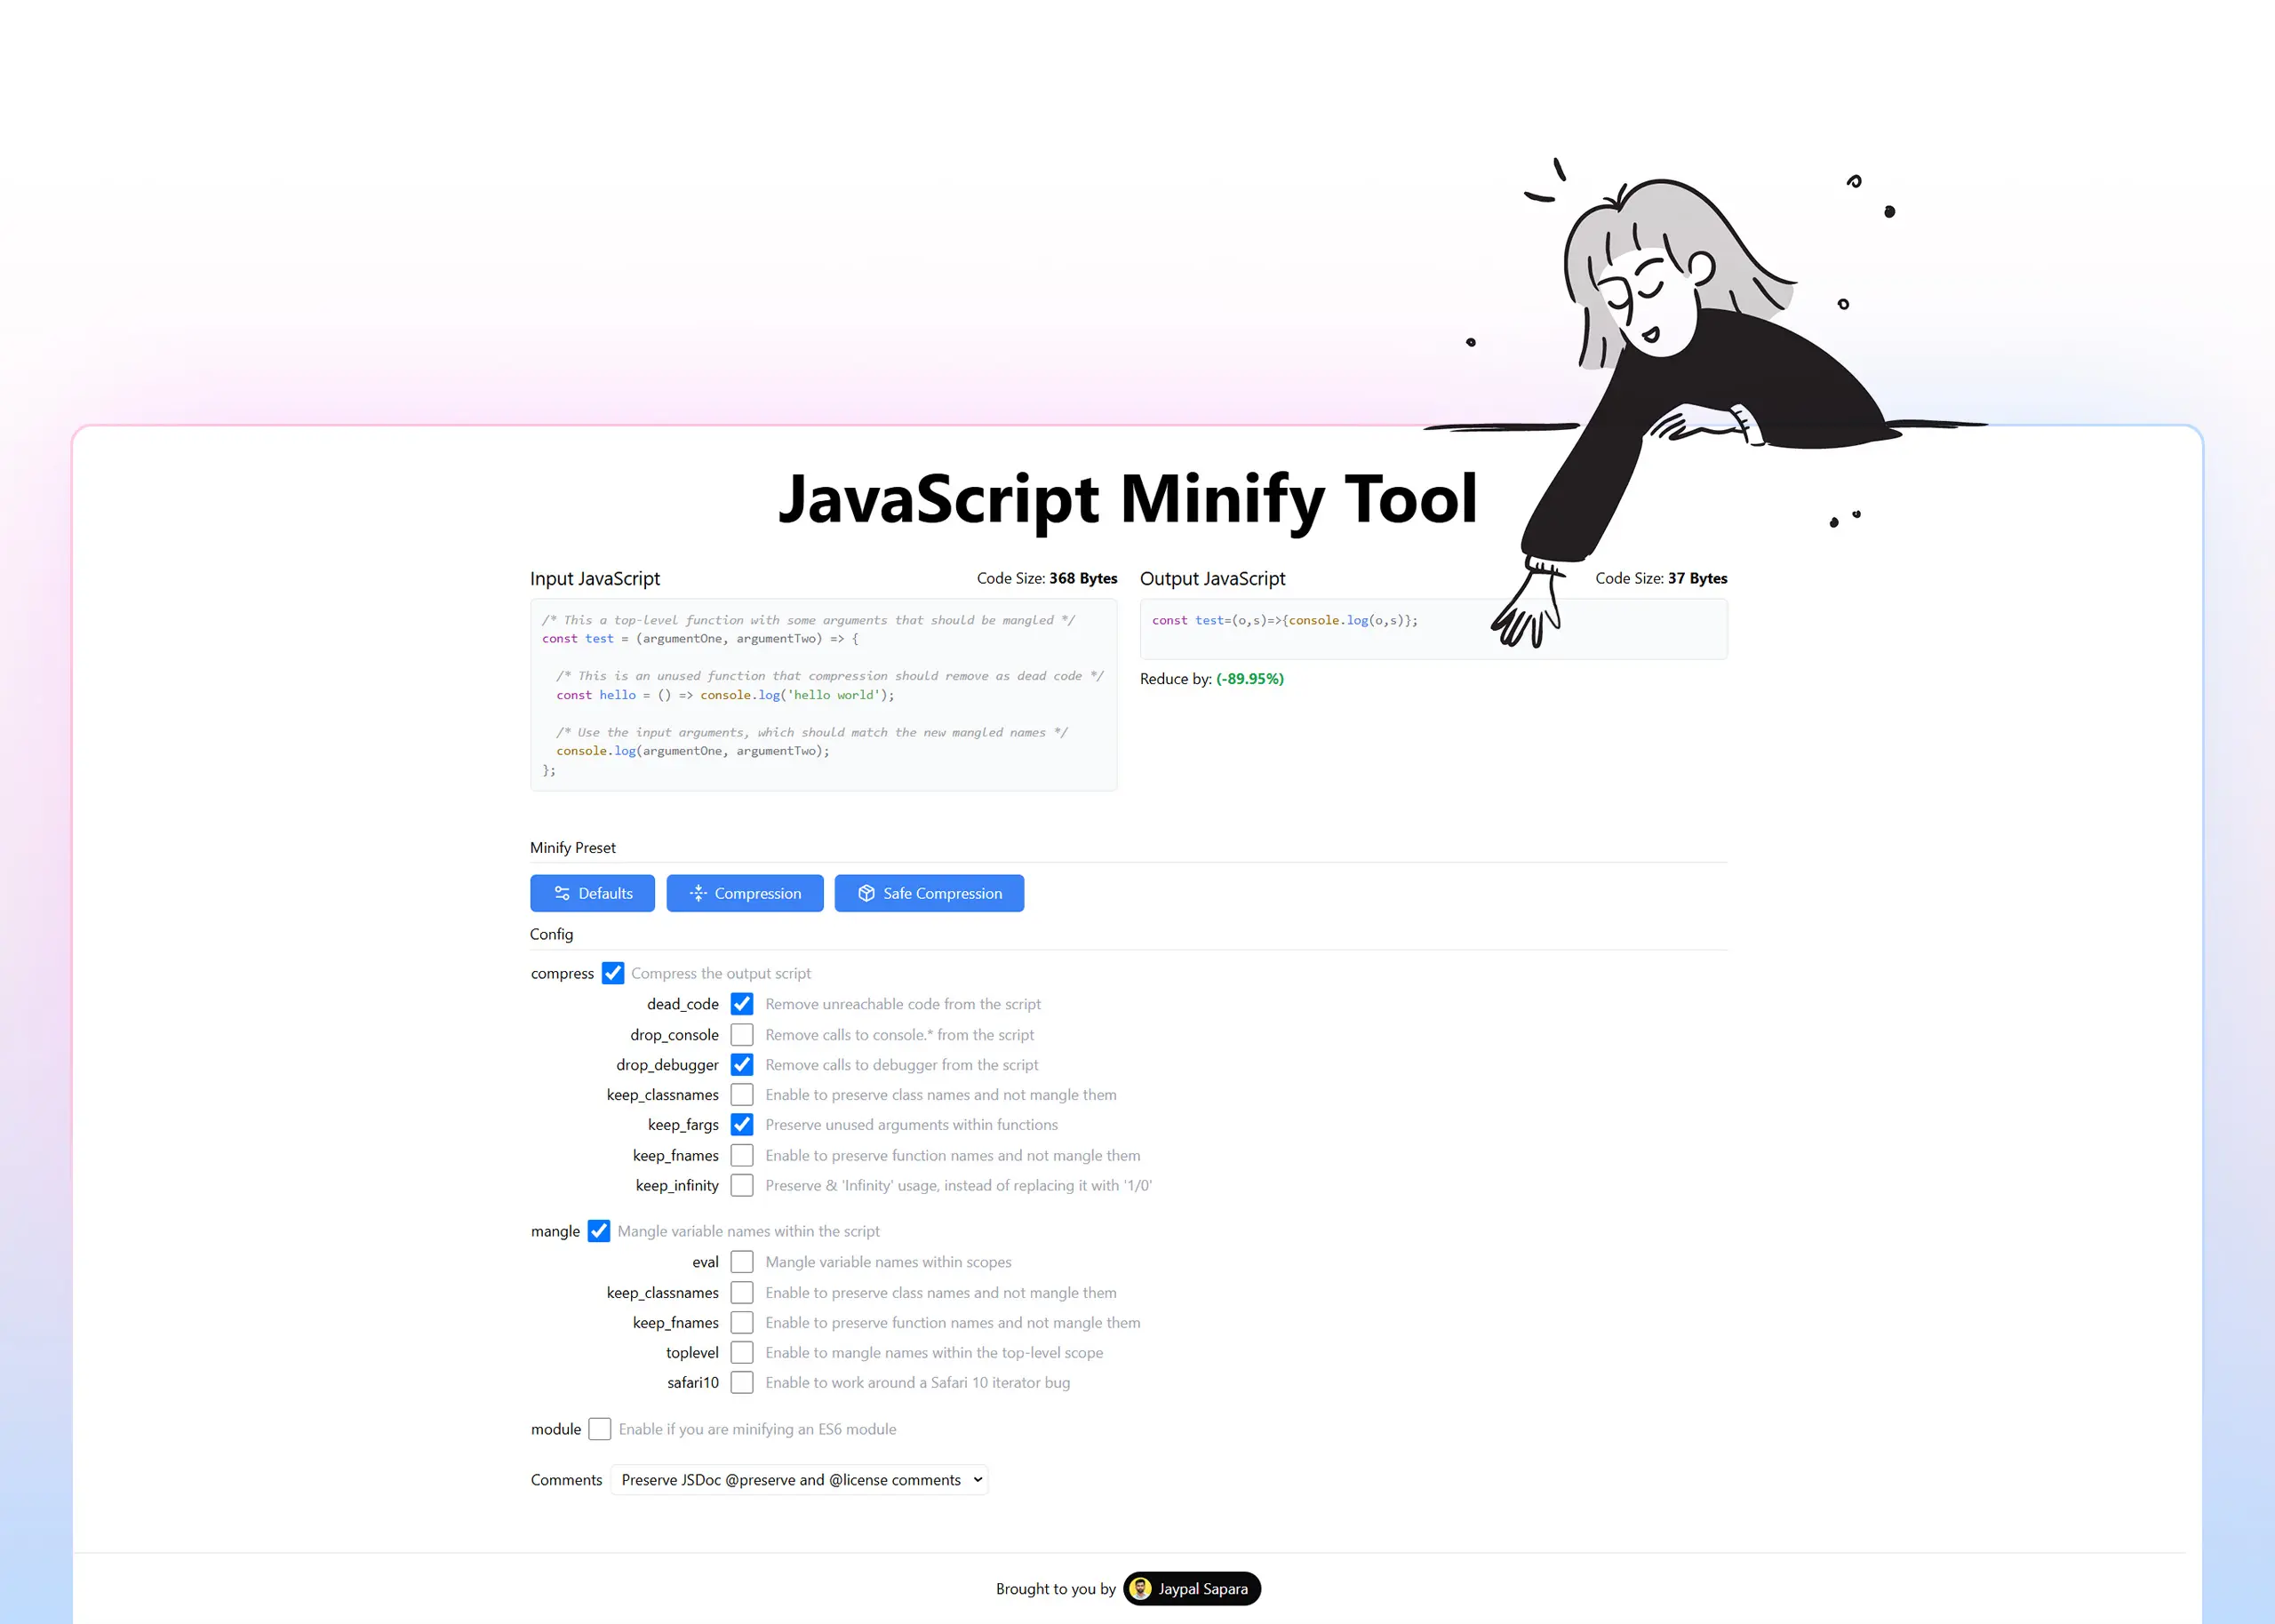 JavaScript Minify Tool
Input JavaScript
Code Size: 368 Bytes
/* This a top-level function with some arguments that should be mangled */
const test = (argumentOne, argumentTwo) => {
/* This is an unused function that compression should remove as dead code */
const hello = () => console.log('hello world');
/* Use the input arguments, which should match the new mangled names */
console.log(argumentOne, argumentTwo);
};
Output JavaScript
Code Size: 37 Bytes
const test=(o,s)=>{console.log(o,s)};
Reduce by: (-89.95%)
Minify Preset
Defaults
Compression
Safe Compression
Config
compress Compress the output script
dead_code Remove unreachable code from the script
drop_console Remove calls to console.* from the script
drop_debugger Remove calls to debugger from the script
keep_classnames Enable to preserve class names and not mangle them
keep_fargs Preserve unused arguments within functions
keep_fnames Enable to preserve function names and not mangle them
keep_infinity Preserve & 'Infinity' usage, instead of replacing it with '1/0'
mangle Mangle variable names within the script
eval Mangle variable names within scopes
keep_classnames Enable to preserve class names and not mangle them
keep_fnames Enable to preserve function names and not mangle them
toplevel Enable to mangle names within the top-level scope
safari10 Enable to work around a Safari 10 iterator bug
module Enable if you are minifying an ES6 module
Comments Preserve JSDoc @preserve and @license comments
Brought to you by Jaypal Sapara